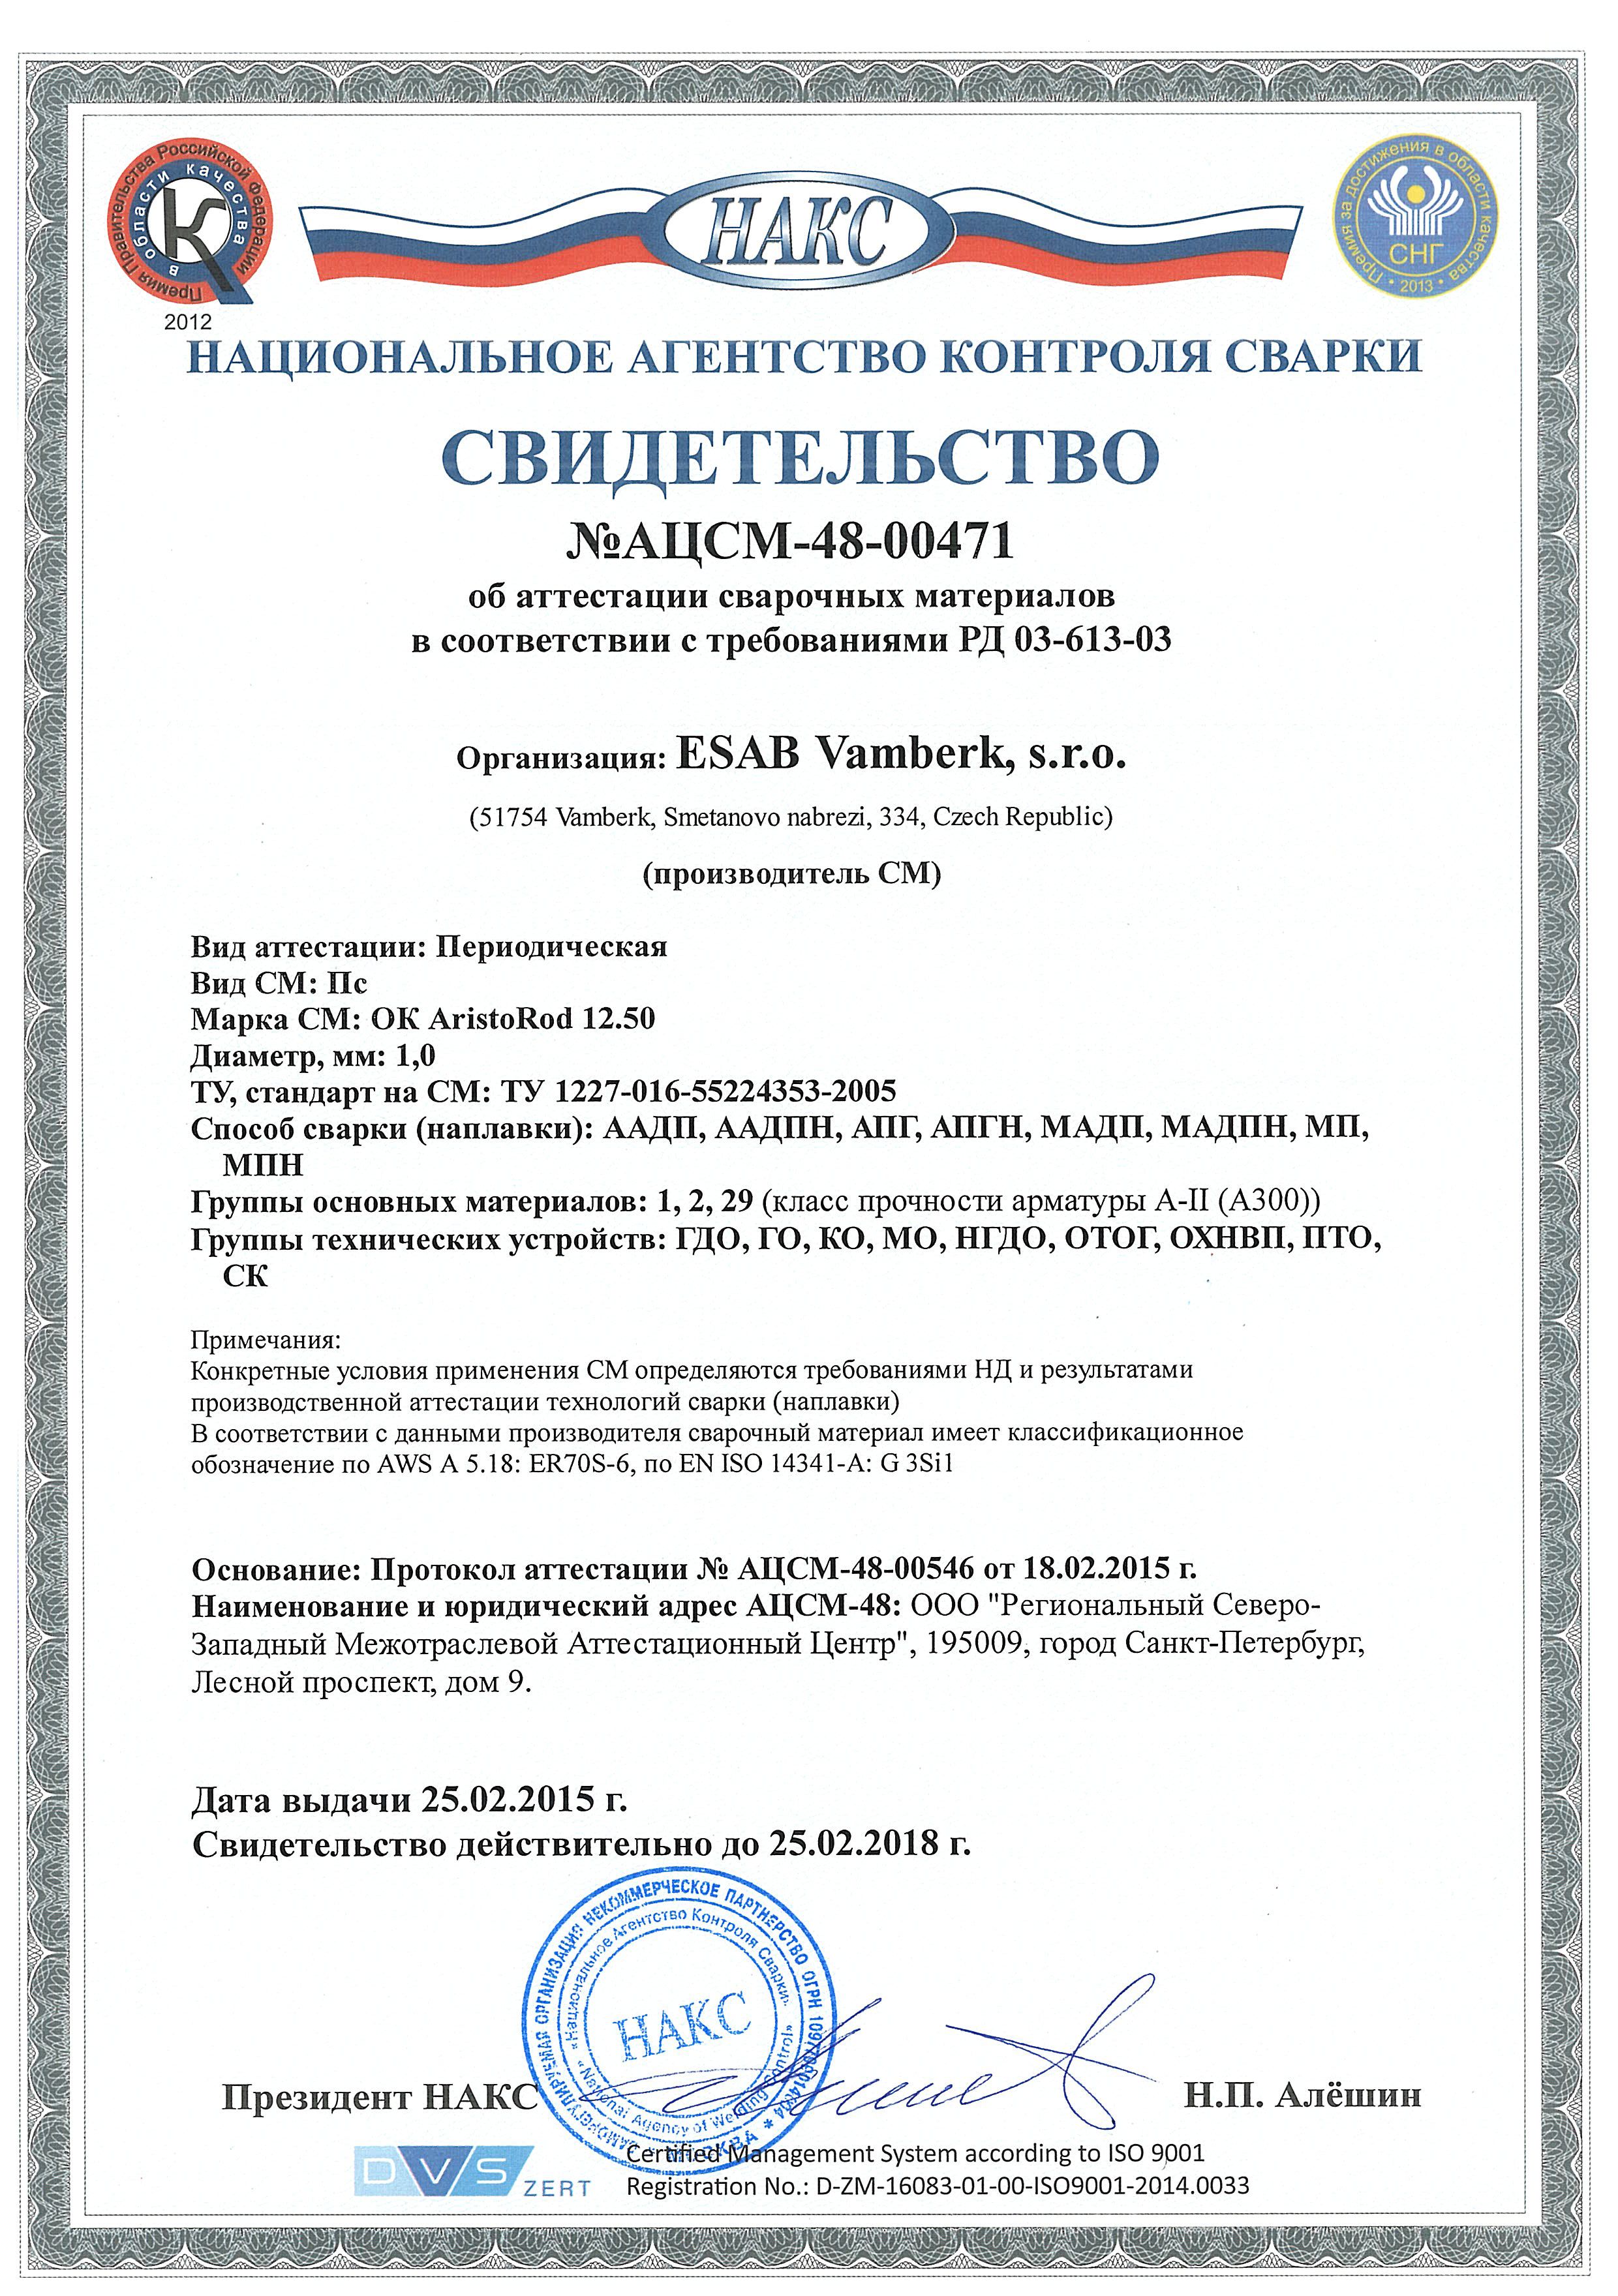 Премия Правительства Российской Федерации
в области качества
2012
НАКС
Премия за достижения в области качества
СНГ
• 2013 •
НАЦИОНАЛЬНОЕ АГЕНТСТВО КОНТРОЛЯ СВАРКИ
СВИДЕТЕЛЬСТВО
№АЦСМ-48-00471
об аттестации сварочных материалов
в соответствии с требованиями РД 03-613-03
Организация: ESAB Vamberk, s.r.o.
(51754 Vamberk, Smetanovo nabrezi, 334, Czech Republic)
(производитель СМ)
Вид аттестации: Периодическая
Вид СМ: Пс
Марка СМ: ОК AristoRod 12.50
Диаметр, мм: 1,0
ТУ, стандарт на СМ: ТУ 1227-016-55224353-2005
Способ сварки (наплавки): ААДП, ААДПН, АПГ, АПГН, МАДП, МАДПН, МП,
МПН
Группы основных материалов: 1, 2, 29 (класс прочности арматуры А-II (А300))
Группы технических устройств: ГДО, ГО, КО, МО, НГДО, ОТОГ, ОХНВП, ПТО,
СК
Примечания:
Конкретные условия применения СМ определяются требованиями НД и результатами
производственной аттестации технологий сварки (наплавки)
В соответствии с данными производителя сварочный материал имеет классификационное
обозначение по AWS A 5.18: ER70S-6, по EN ISO 14341-A: G 3Si1
Основание: Протокол аттестации № АЦСМ-48-00546 от 18.02.2015 г.
Наименование и юридический адрес АЦСМ-48: ООО "Региональный Северо-
Западный Межотраслевой Аттестационный Центр", 195009, город Санкт-Петербург,
Лесной проспект, дом 9.
Дата выдачи 25.02.2015 г.
Свидетельство действительно до 25.02.2018 г.
САМОРЕГУЛИРУЕМАЯ ОРГАНИЗАЦИЯ НЕКОММЕРЧЕСКОЕ ПАРТНЕРСТВО ОГРН
* МОСКВА *
«Национальное Агентство Контроля Сварки»
«National Agency of Welding Control»
НАКС
Президент НАКС
Н.П. Алёшин
DVS ZERT
Certified Management System according to ISO 9001
Registration No.: D-ZM-16083-01-00-ISO9001-2014.0033